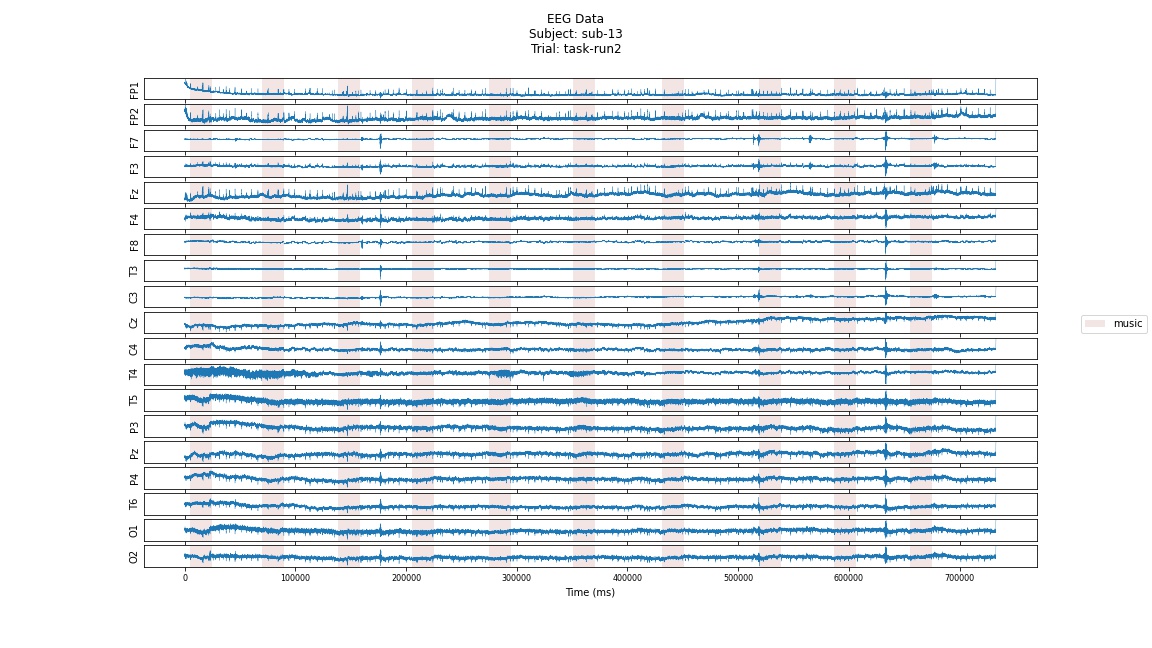 EEG Data
Subject: sub-13
Trial: task-run2
FP1
FP2
F7
F3
Fz
F4
F8
T3
C3
Cz
C4
T4
T5
P3
Pz
P4
T6
O1
O2
music
0 100000 200000 300000 400000 500000 600000 700000
Time (ms)